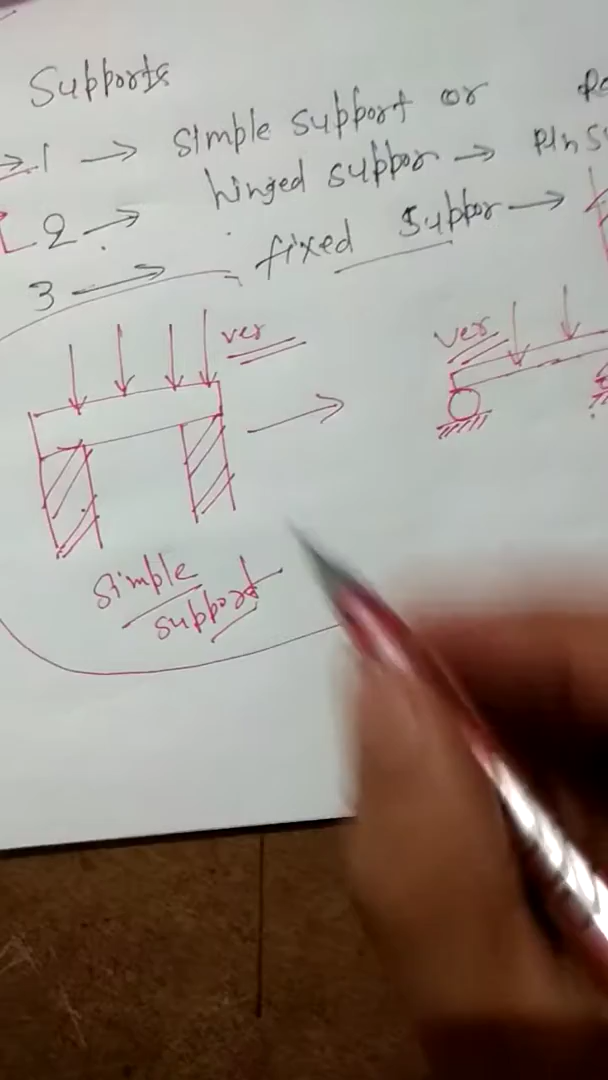 Supports
1 → simple support or
2 → hinged suppor → pin
3 → fixed suppor →
ver
ver
simple
support